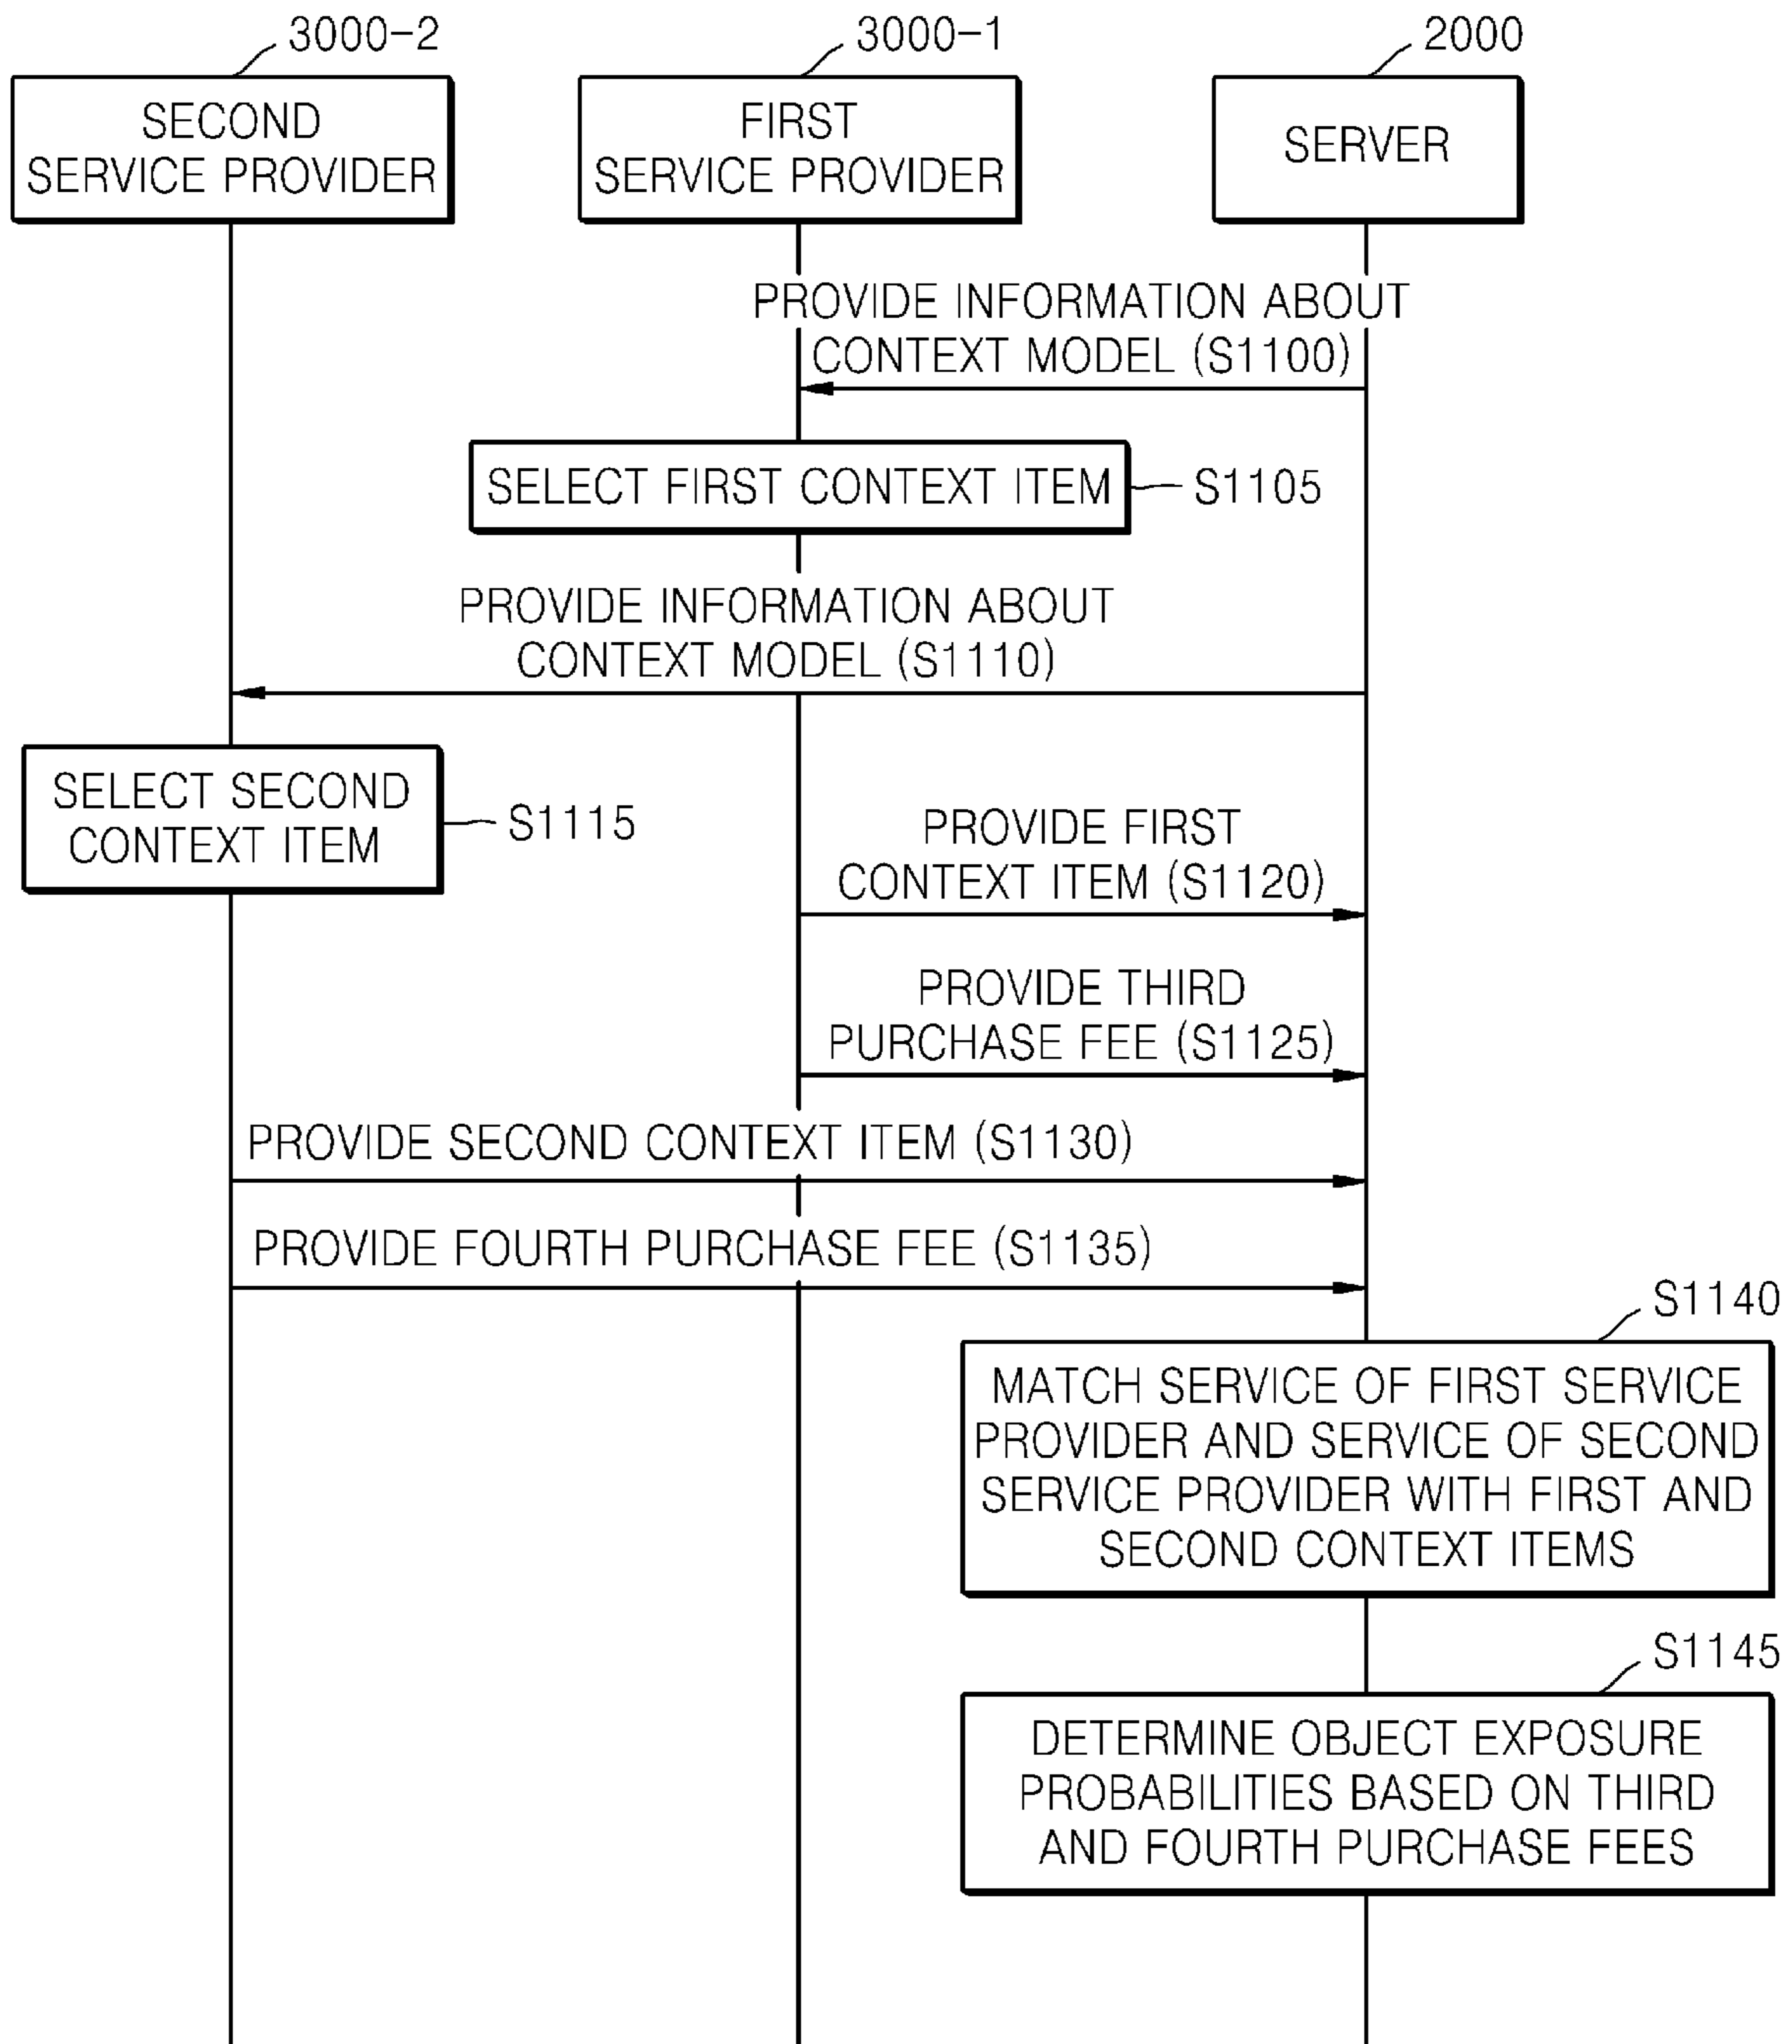 3000-2
3000-1
2000
SECOND
SERVICE PROVIDER
FIRST
SERVICE PROVIDER
SERVER
PROVIDE INFORMATION ABOUT
CONTEXT MODEL (S1100)
SELECT FIRST CONTEXT ITEM
S1105
PROVIDE INFORMATION ABOUT
CONTEXT MODEL (S1110)
SELECT SECOND
CONTEXT ITEM
S1115
PROVIDE FIRST
CONTEXT ITEM (S1120)
PROVIDE THIRD
PURCHASE FEE (S1125)
PROVIDE SECOND CONTEXT ITEM (S1130)
PROVIDE FOURTH PURCHASE FEE (S1135)
S1140
MATCH SERVICE OF FIRST SERVICE
PROVIDER AND SERVICE OF SECOND
SERVICE PROVIDER WITH FIRST AND
SECOND CONTEXT ITEMS
S1145
DETERMINE OBJECT EXPOSURE
PROBABILITIES BASED ON THIRD
AND FOURTH PURCHASE FEES